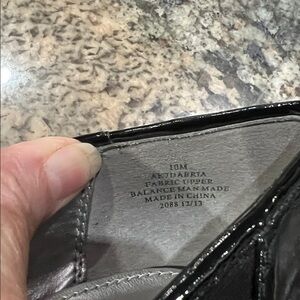 10M
AK7DABRIA
FABRIC UPPER
BALANCE MAN MADE
MADE IN CHINA
2088 12/13